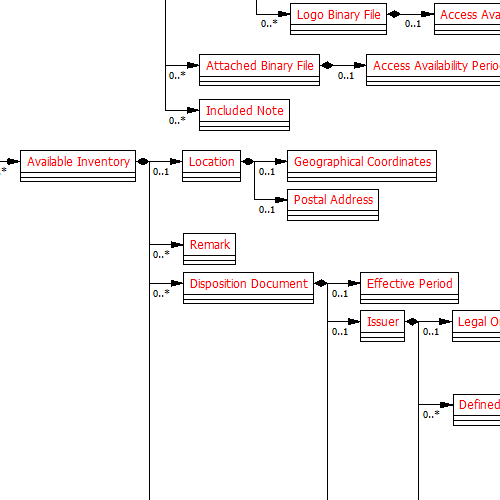 Logo Binary File
Access Avai
0..*
0..1
Attached Binary File
Access Availability Perio
0..*
0..1
Included Note
0..*
Available Inventory
Location
Geographical Coordinates
*
0..1
0..1
Postal Address
0..1
Remark
0..*
Disposition Document
Effective Period
0..*
0..1
Issuer
Legal O
0..1
0..1
Defined
0..*